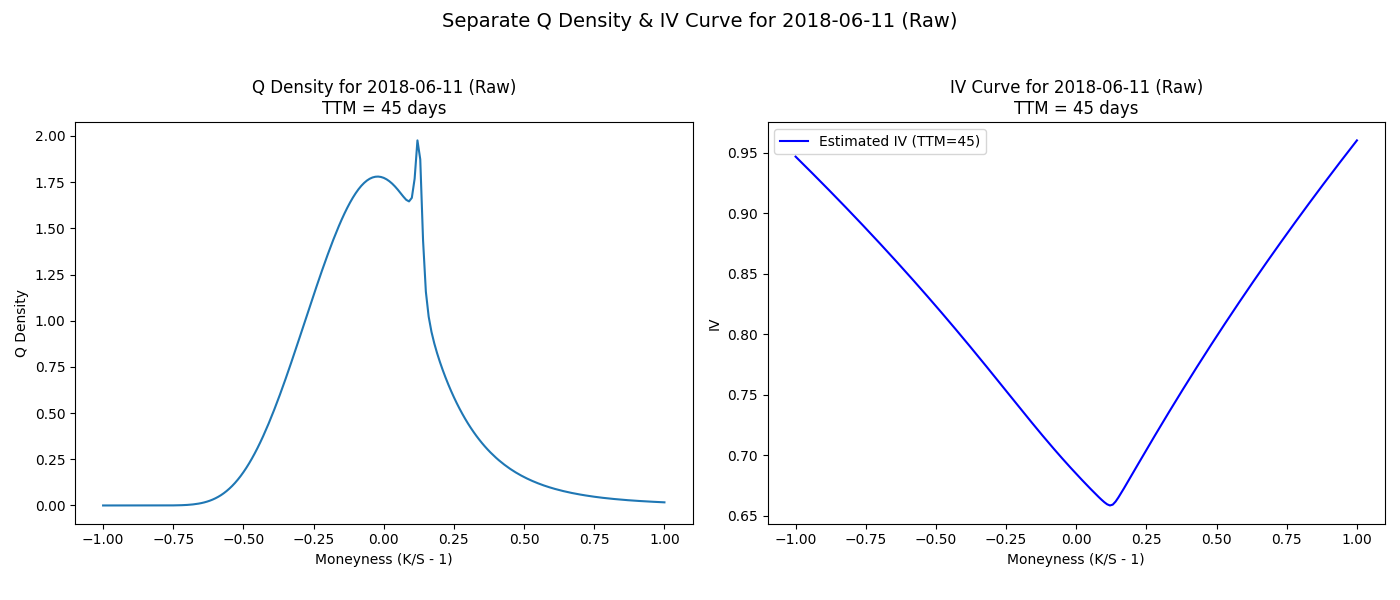 Separate Q Density & IV Curve for 2018-06-11 (Raw)
Q Density for 2018-06-11 (Raw)
TTM = 45 days
2.00
1.75
1.50
1.25
1.00
0.75
0.50
0.25
0.00
Q Density
−1.00 −0.75 −0.50 −0.25 0.00 0.25 0.50 0.75 1.00
Moneyness (K/S - 1)
IV Curve for 2018-06-11 (Raw)
TTM = 45 days
Estimated IV (TTM=45)
0.95
0.90
0.85
0.80
0.75
0.70
0.65
IV
−1.00 −0.75 −0.50 −0.25 0.00 0.25 0.50 0.75 1.00
Moneyness (K/S - 1)